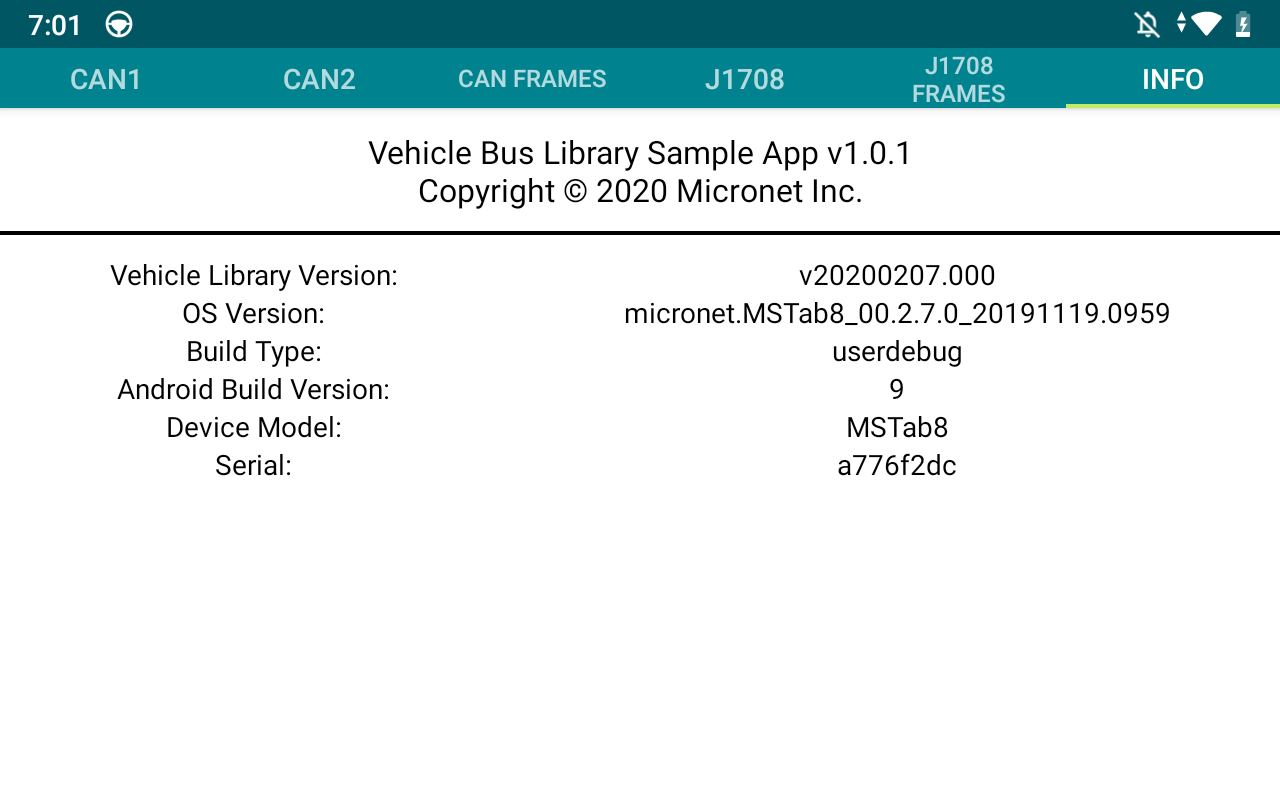 7:01
CAN1 CAN2 CAN FRAMES J1708 J1708 FRAMES INFO
Vehicle Bus Library Sample App v1.0.1
Copyright © 2020 Micronet Inc.
Vehicle Library Version: v20200207.000
OS Version: micronet.MSTab8_00.2.7.0_20191119.0959
Build Type: userdebug
Android Build Version: 9
Device Model: MSTab8
Serial: a776f2dc